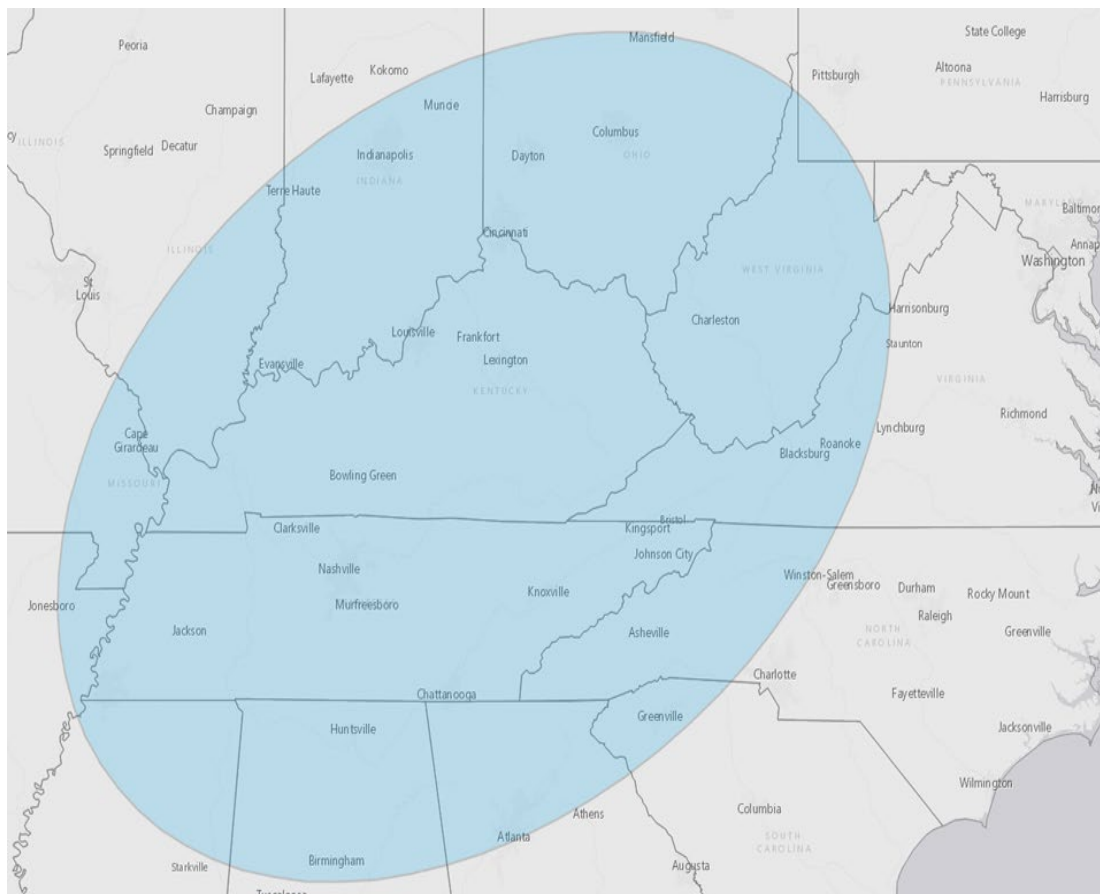 State College
Mansfield
Peoria
Kokomo
Altoona
Lafayette
Pittsburgh
PENNSYLVANIA
Harrisburg
Muncie
Champaign
Columbus
ILLINOIS
Decatur
Springfield
Indianapolis
Dayton
OHIO
INDIANA
Terre Haute
MARYLAND
Baltimor
Cincinnati
Annap
ILLINOIS
Washington
WEST VIRGINIA
St
Louis
Harrisonburg
Charleston
Louisville
Frankfort
Staunton
Lexington
Evansville
VIRGINIA
KENTUCKY
Richmond
Lynchburg
Cape
Girardeau
Roanoke
Blacksburg
Bowling Green
MISSOURI
Bristol
Clarksville
Kingsport
Johnson City
Nashville
Winston-Salem
Greensboro
Durham
Knoxville
Rocky Mount
Jonesboro
Murfreesboro
Raleigh
Jackson
Asheville
NORTH
CAROLINA
Greenville
Charlotte
Chattanooga
Fayetteville
Greenville
Huntsville
Jacksonville
Wilmington
Columbia
Athens
Atlanta
SOUTH
CAROLINA
Birmingham
Starkville
Augusta